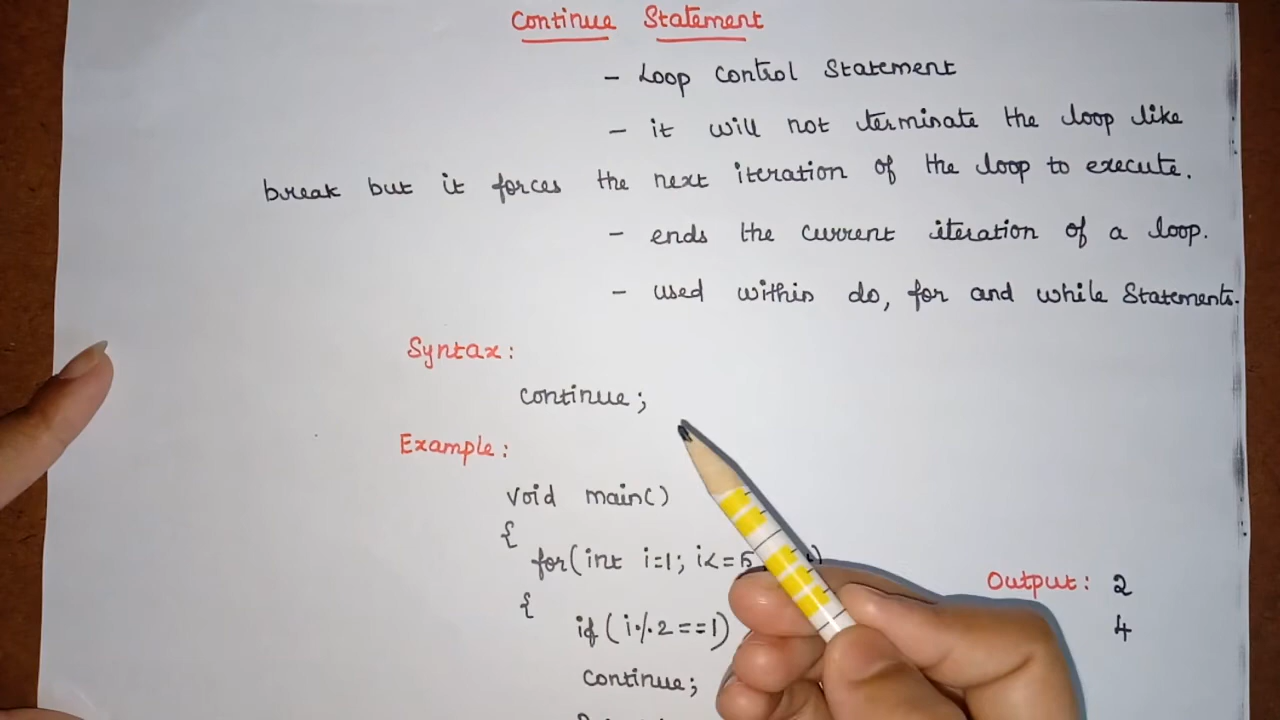 Continue Statement
- Loop control statement
- it will not terminate the loop like
break but it forces the next iteration of the loop to execute.
- ends the current iteration of a loop.
- used within do, for and while statements.
Syntax:
continue;
Example:
void main()
{
for(int i=1; i<=5
Output: 2
{
if(i%2==1)
4
continue;